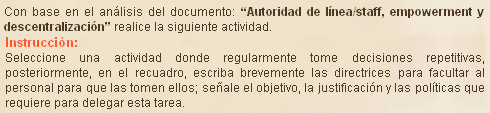 Con base en el análisis del documento: “Autoridad de línea/staff, empowerment y
descentralización” realice la siguiente actividad.
Instrucción:
Seleccione una actividad donde regularmente tome decisiones repetitivas,
posteriormente, en el recuadro, escriba brevemente las directrices para facultar al
personal para que las tomen ellos; señale el objetivo, la justificación y las políticas que
requiere para delegar esta tarea.